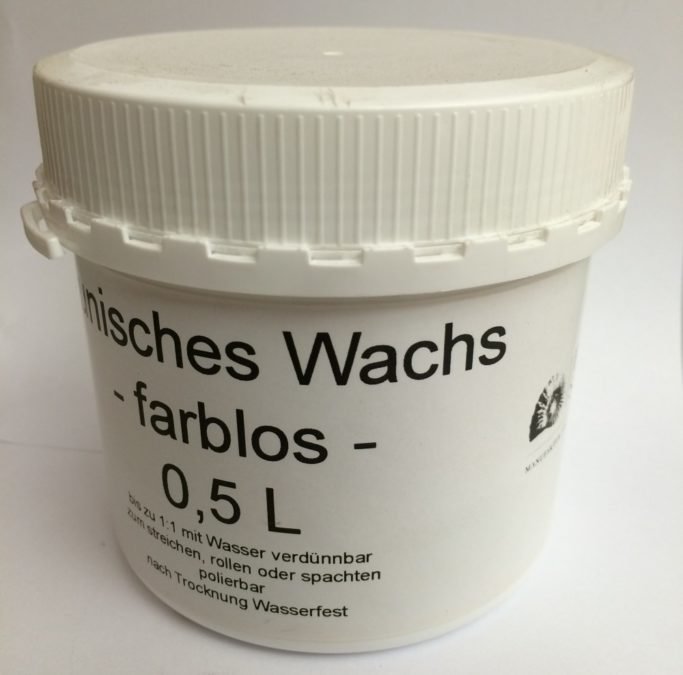 unisches Wachs
- farblos -
0,5 L
bis zu 1:1 mit Wasser verdünnbar
zum streichen, rollen oder spachten
polierbar
nach Trocknung Wasserfest